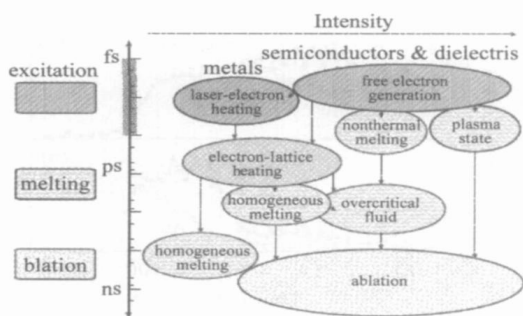 Intensity
fs
semiconductors & dielectris
metals
excitation
free electron
generation
laser-electron
heating
nonthermal
melting
plasma
state
ps
electron-lattice
heating
melting
homogeneous
melting
overcritical
fluid
homogeneous
melting
blation
ablation
ns